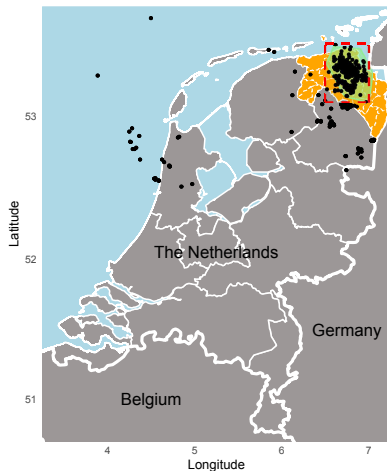 53
52
51
Latitude
The Netherlands
Germany
Belgium
4 5 6 7
Longitude